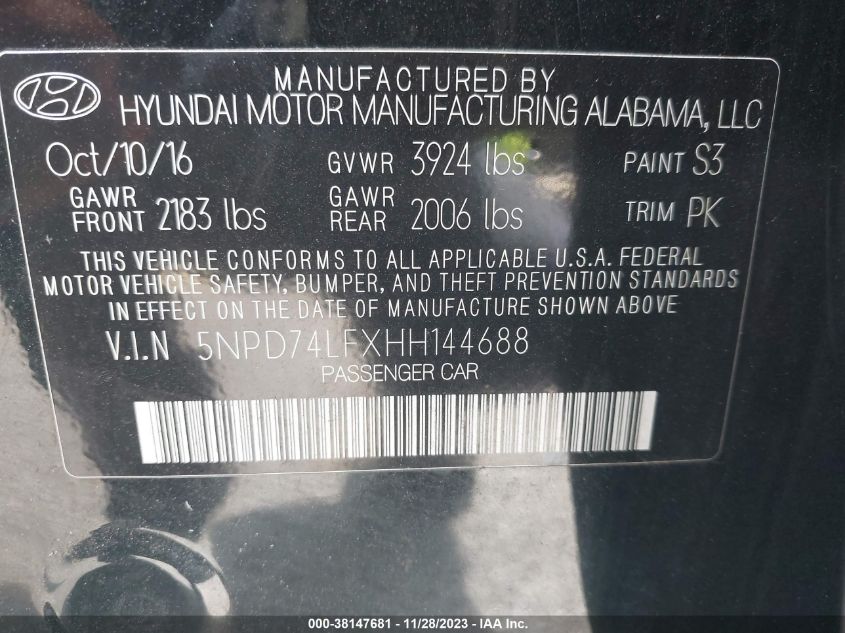 MANUFACTURED BY
HYUNDAI MOTOR MANUFACTURING ALABAMA, LLC
Oct/10/16 GVWR 3924 lbs PAINT S3
GAWR FRONT 2183 lbs GAWR REAR 2006 lbs TRIM PK
THIS VEHICLE CONFORMS TO ALL APPLICABLE U.S.A. FEDERAL
MOTOR VEHICLE SAFETY, BUMPER, AND THEFT PREVENTION STANDARDS
IN EFFECT ON THE DATE OF MANUFACTURE SHOWN ABOVE
V.I.N 5NPD74LFXHH144688
PASSENGER CAR
000-38147681 - 11/28/2023 - IAA Inc.